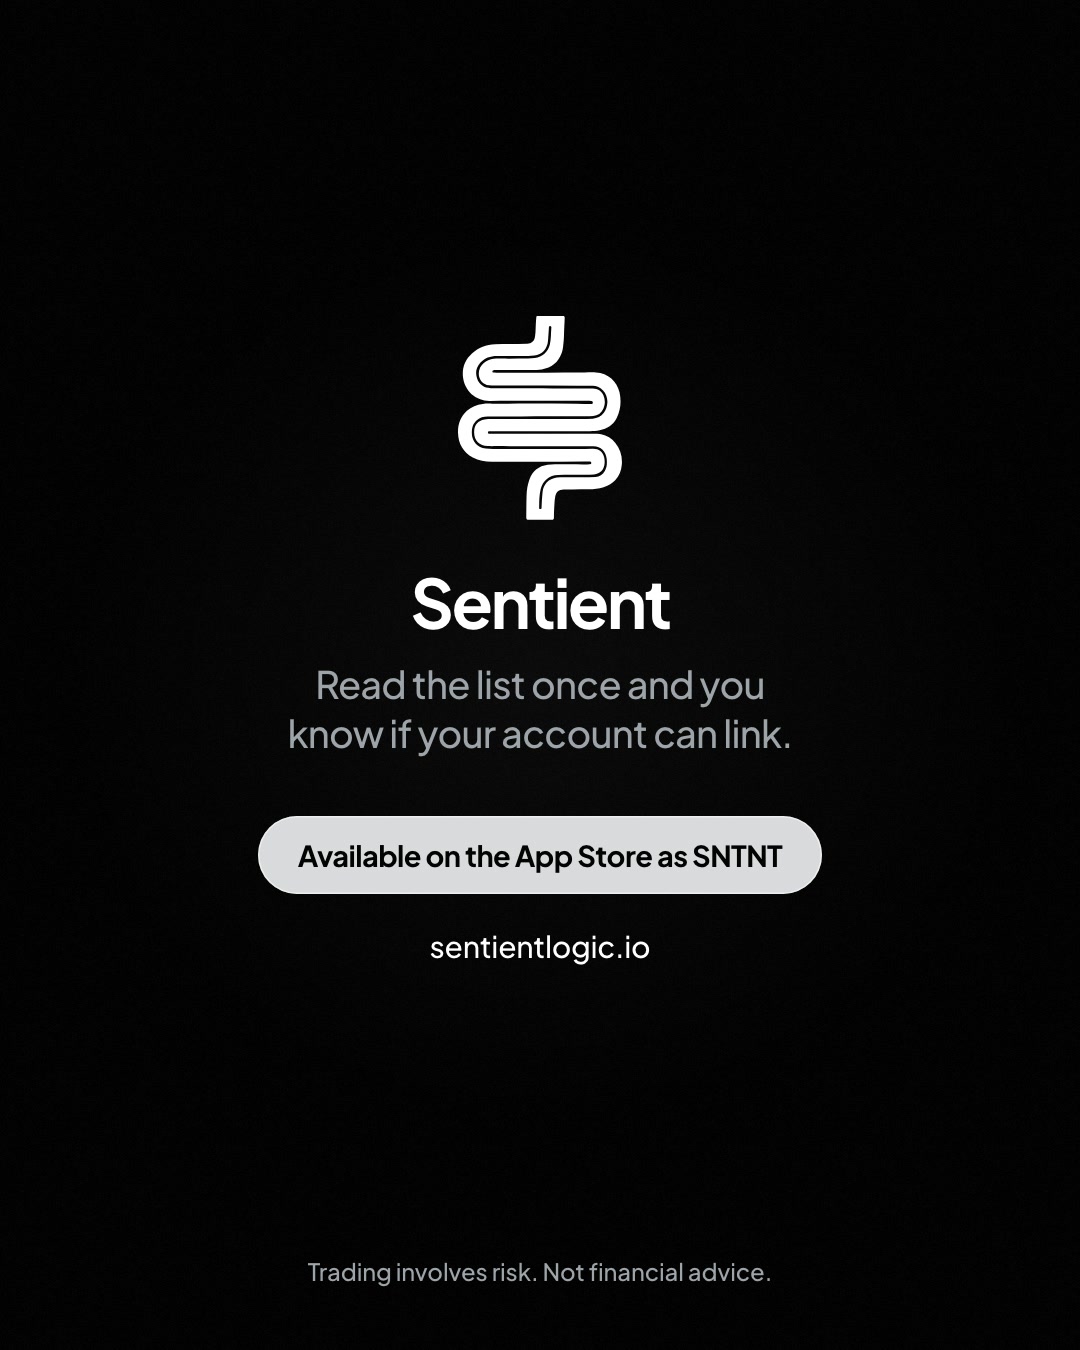 Sentient
Read the list once and you
know if your account can link.
Available on the App Store as SNTNT
sentientlogic.io
Trading involves risk. Not financial advice.